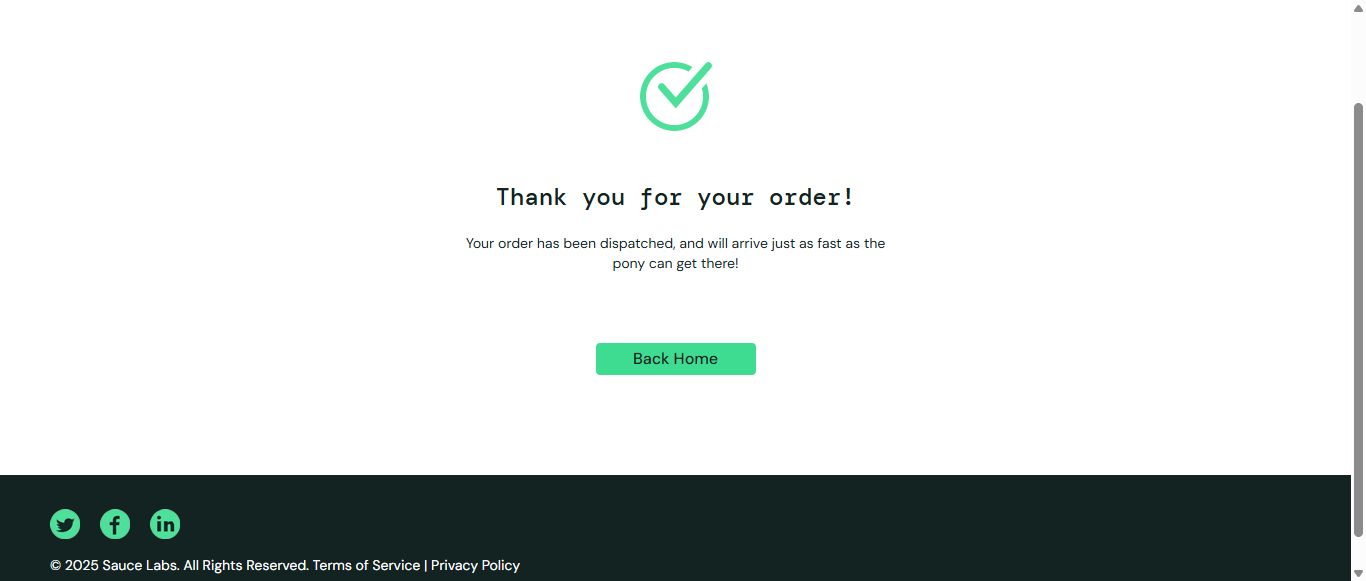 Thank you for your order!
Your order has been dispatched, and will arrive just as fast as the
pony can get there!
Back Home
© 2025 Sauce Labs. All Rights Reserved. Terms of Service | Privacy Policy